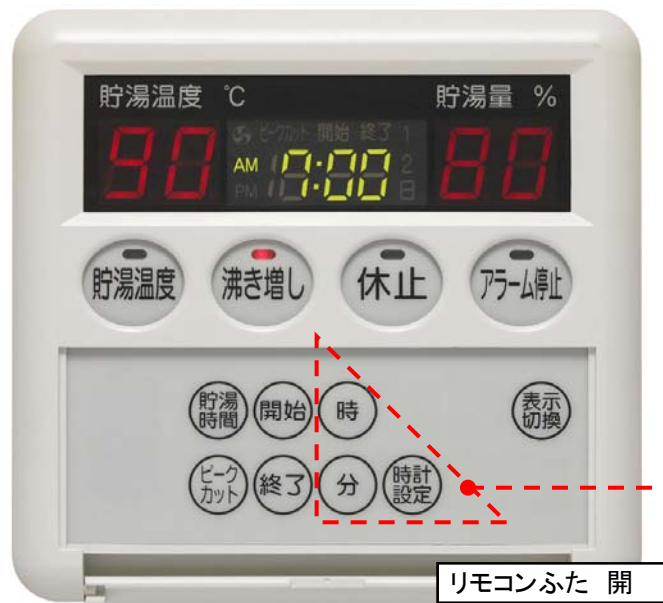 貯湯温度 ℃ 貯湯量 %
ピークカット 開始 終了 1
90 AM 7:00 80
PM 2
日
貯湯温度 沸き増し 休止 アラーム停止
貯湯時間 開始 時 表示切換
ピークカット 終了 分 時計設定
リモコンふた 開